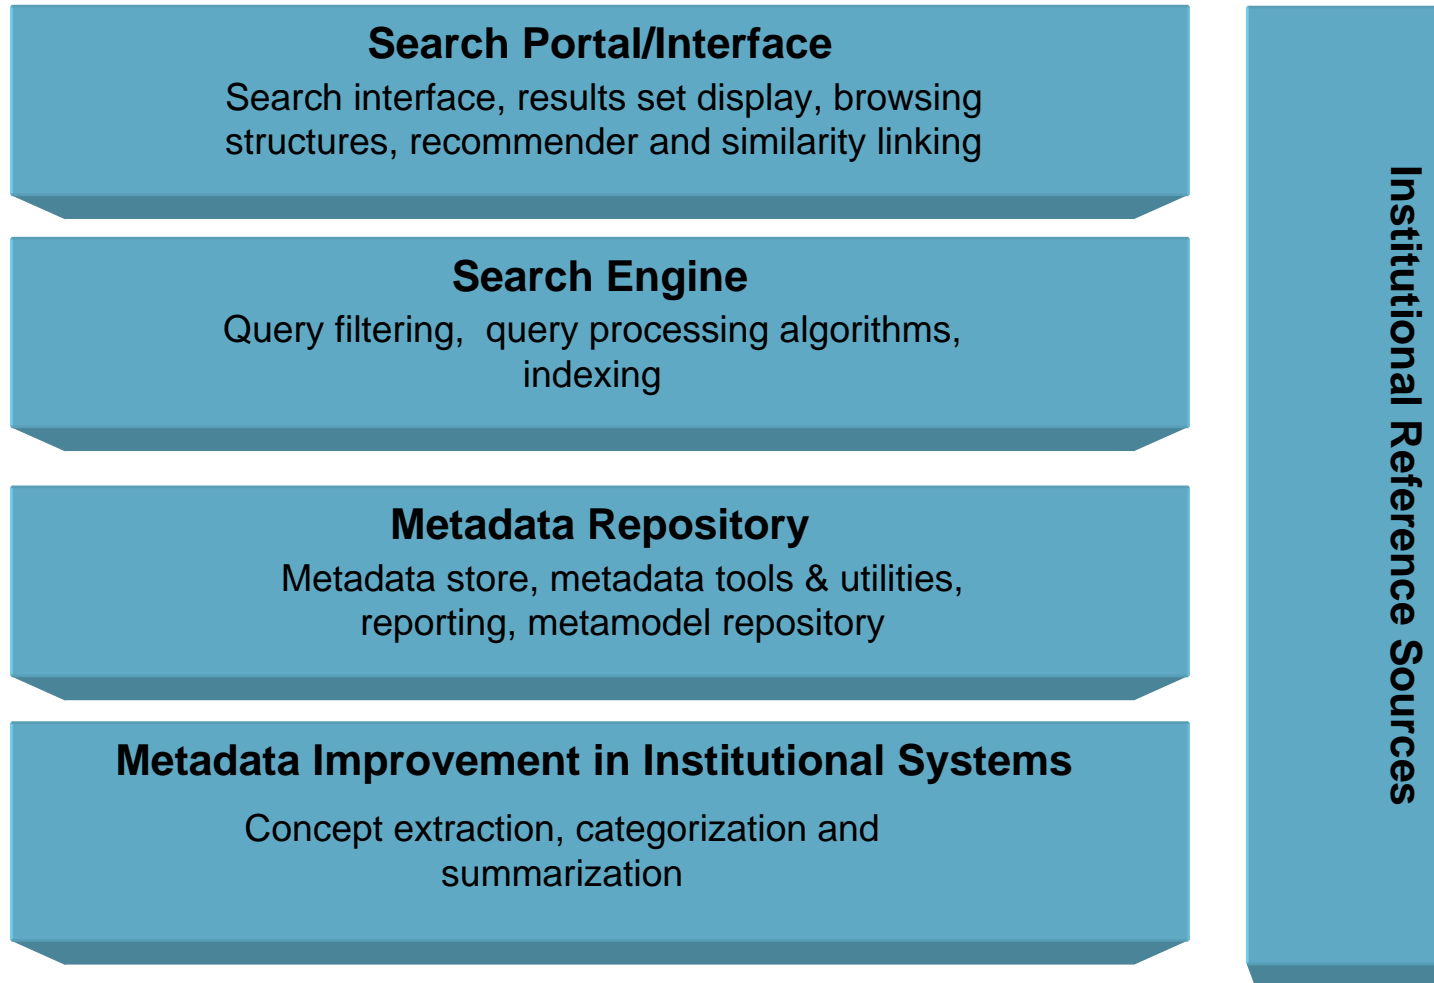 Search Portal/Interface
Search interface, results set display, browsing
structures, recommender and similarity linking
Search Engine
Query filtering,  query processing algorithms,
indexing
Metadata Repository
Metadata store, metadata tools & utilities,
reporting, metamodel repository
Metadata Improvement in Institutional Systems
Concept extraction, categorization and
summarization
Institutional Reference Sources